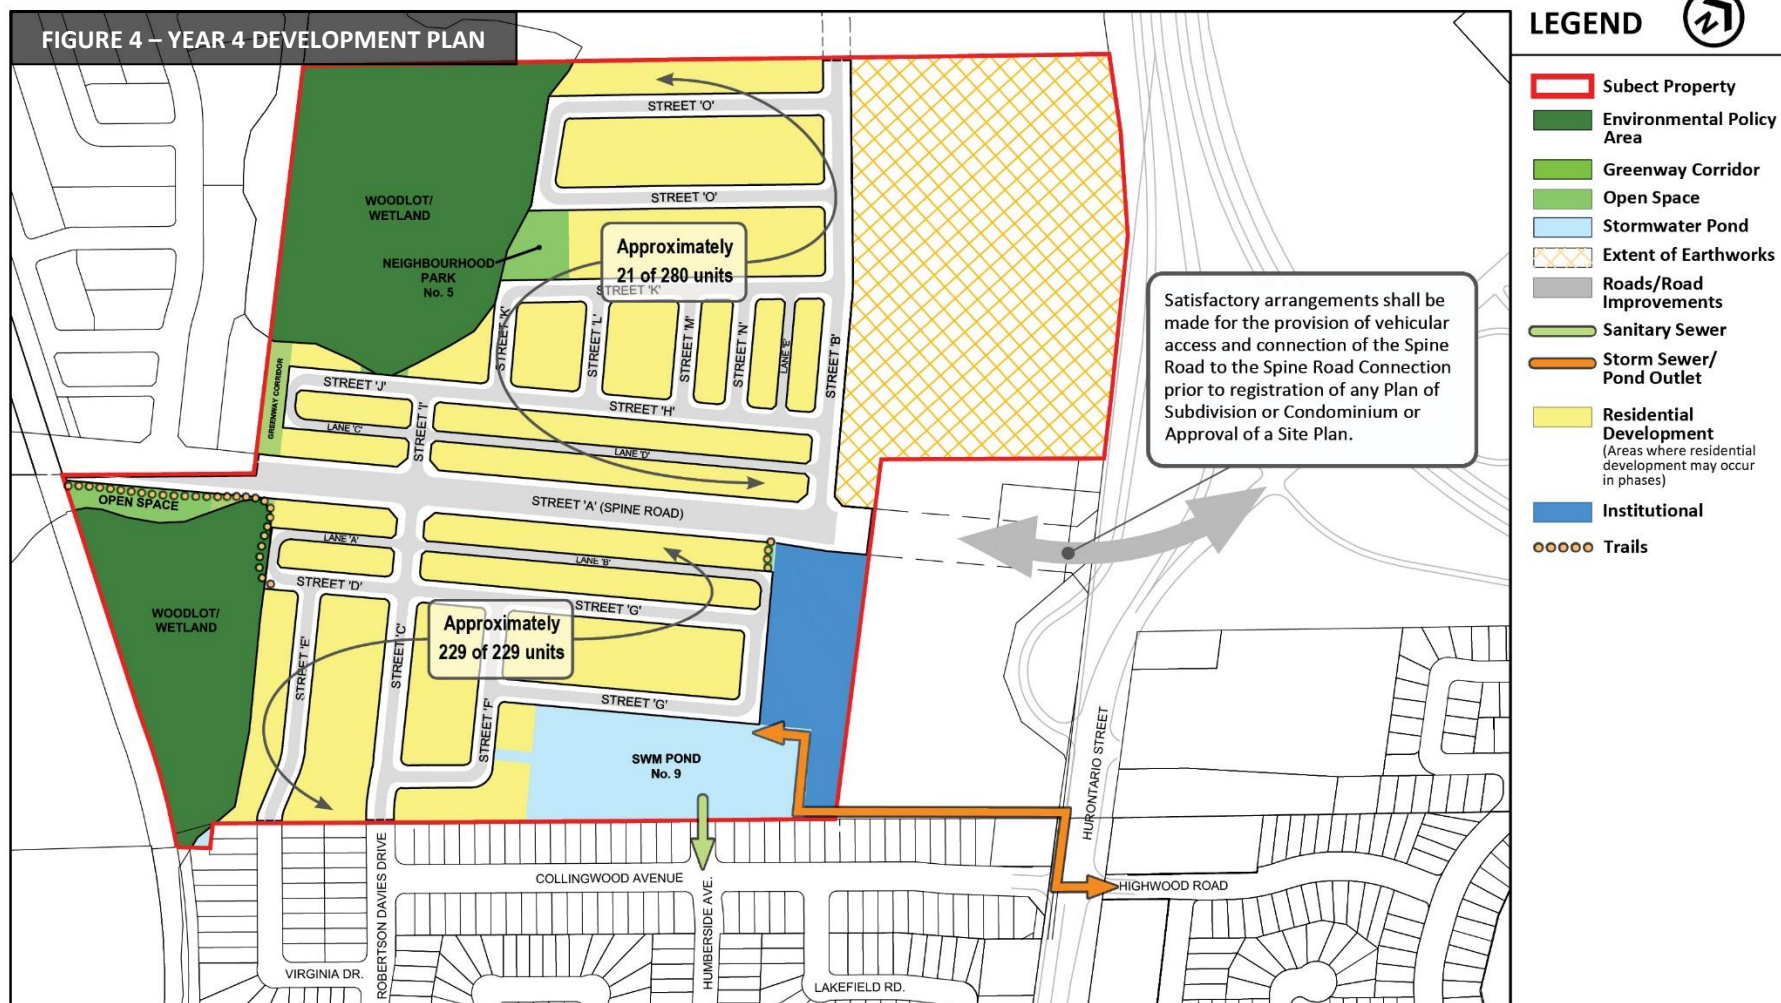 FIGURE 4 – YEAR 4 DEVELOPMENT PLAN
LEGEND
N
Subect Property
Environmental Policy
Area
Greenway Corridor
Open Space
Stormwater Pond
Extent of Earthworks
Roads/Road
Improvements
Sanitary Sewer
Storm Sewer/
Pond Outlet
Residential
Development
(Areas where residential
development may occur
in phases)
Institutional
Trails
STREET 'O'
STREET 'O'
WOODLOT/
WETLAND
NEIGHBOURHOOD
PARK
No. 5
Approximately
21 of 280 units
STREET 'K'
STREET 'K'
STREET 'L'
STREET 'M'
STREET 'N'
LANE 'E'
STREET 'B'
Satisfactory arrangements shall be
made for the provision of vehicular
access and connection of the Spine
Road to the Spine Road Connection
prior to registration of any Plan of
Subdivision or Condominium or
Approval of a Site Plan.
GREENWAY CORRIDOR
STREET 'J'
STREET 'I'
STREET 'H'
LANE 'C'
LANE 'D'
OPEN SPACE
STREET 'A' (SPINE ROAD)
LANE 'A'
LANE 'B'
STREET 'D'
STREET 'G'
WOODLOT/
WETLAND
Approximately
229 of 229 units
STREET 'E'
STREET 'C'
STREET 'F'
STREET 'G'
SWM POND
No. 9
HURONTARIO STREET
COLLINGWOOD AVENUE
HIGHWOOD ROAD
ROBERTSON DAVIES DRIVE
HUMBERSIDE AVE.
VIRGINIA DR.
LAKEFIELD RD.